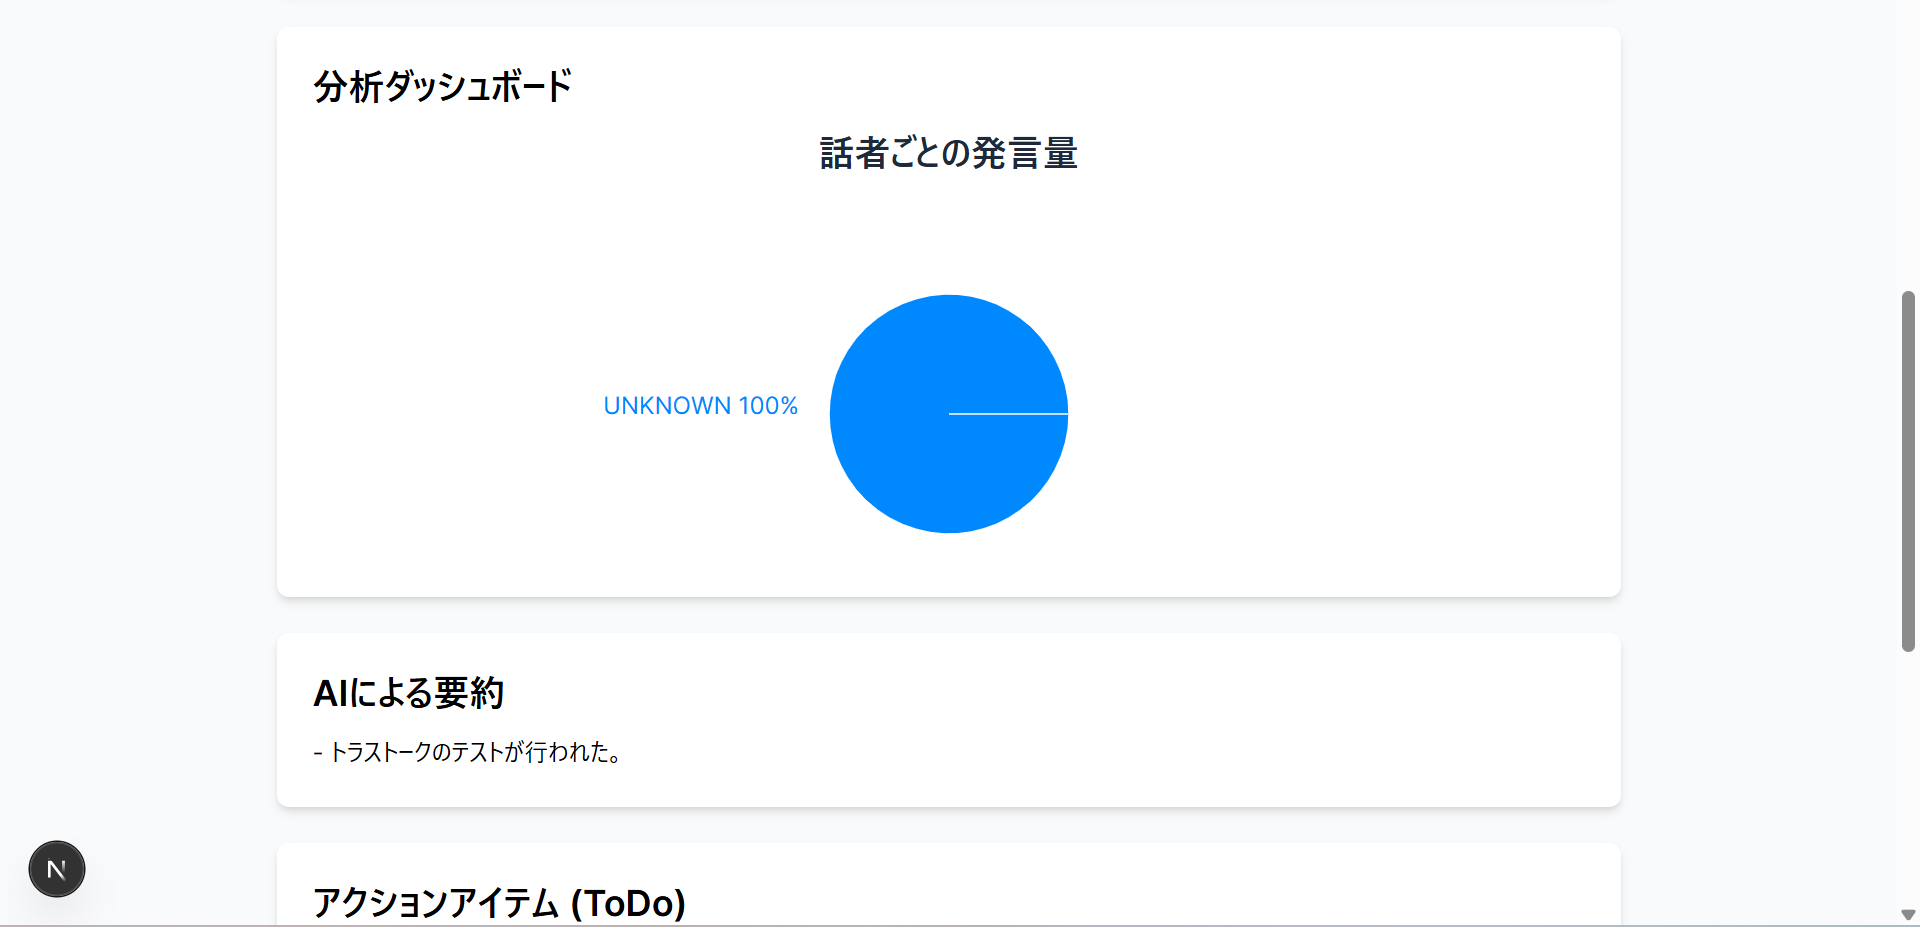 分析ダッシュボード
話者ごとの発言量
UNKNOWN 100%
AIによる要約
- トラストークのテストが行われた。
N
アクションアイテム (ToDo)